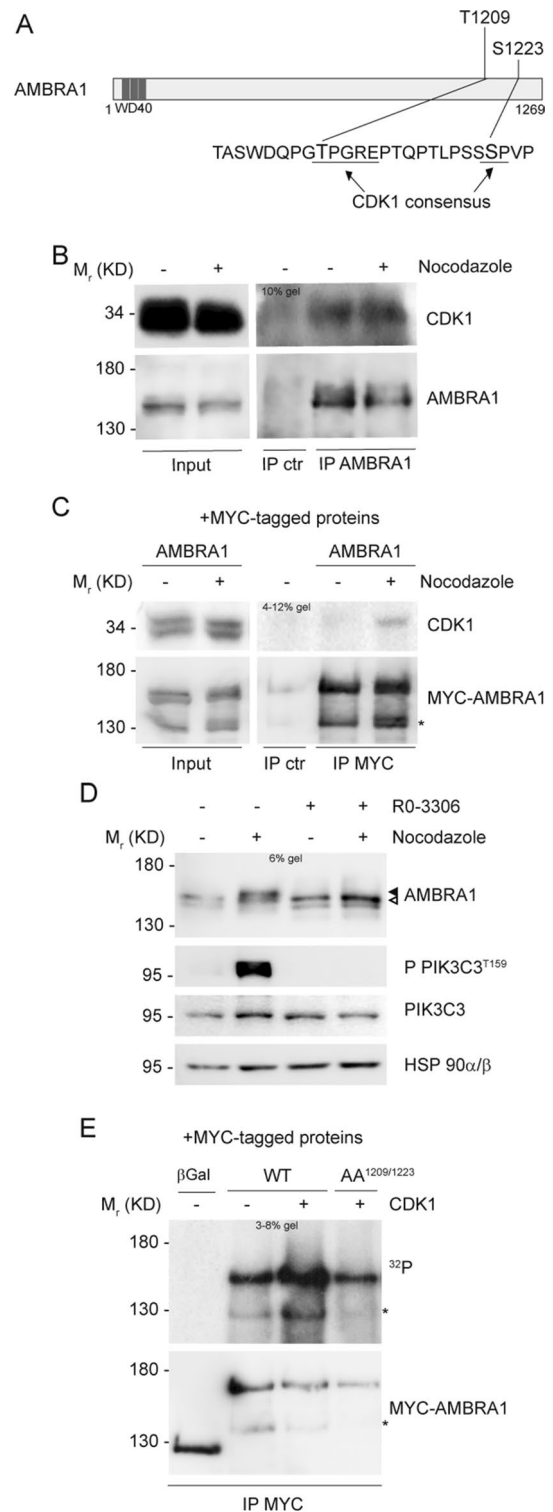 A
T1209
S1223
AMBRA1
1 WD40 1269
TASWDQPGTPGREPTQPTLPSSSPVP
CDK1 consensus
B
Mr (KD) - + - - + Nocodazole
10% gel
34 - CDK1
180 -
AMBRA1
130 -
Input IP ctr IP AMBRA1
C
+MYC-tagged proteins
AMBRA1 AMBRA1
Mr (KD) - + - - + Nocodazole
4-12% gel
34 - CDK1
180 -
MYC-AMBRA1
130 - *
Input IP ctr IP MYC
D
- - + + R0-3306
Mr (KD) - + - + Nocodazole
6% gel
180 -
AMBRA1
130 -
95 - P PIK3C3T159
95 - PIK3C3
95 - HSP 90α/β
E
+MYC-tagged proteins
βGal WT AA1209/1223
Mr (KD) - - + + CDK1
3-8% gel
180 -
32P
130 - *
180 -
MYC-AMBRA1
*
130 -
IP MYC